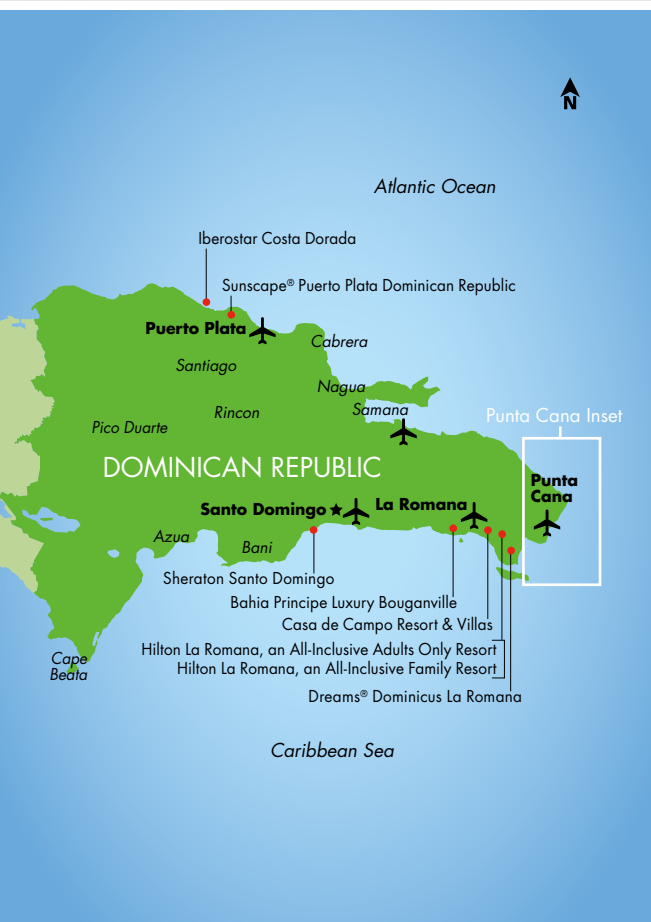 N
Atlantic Ocean
Iberostar Costa Dorada
Sunscape® Puerto Plata Dominican Republic
Puerto Plata
Cabrera
Santiago
Nagua
Samana
Rincon
Punta Cana Inset
Pico Duarte
DOMINICAN REPUBLIC
Punta
Cana
Santo Domingo
La Romana
Azua
Bani
Sheraton Santo Domingo
Bahia Principe Luxury Bouganville
Casa de Campo Resort & Villas
Hilton La Romana, an All-Inclusive Adults Only Resort
Hilton La Romana, an All-Inclusive Family Resort
Cape
Beata
Dreams® Dominicus La Romana
Caribbean Sea